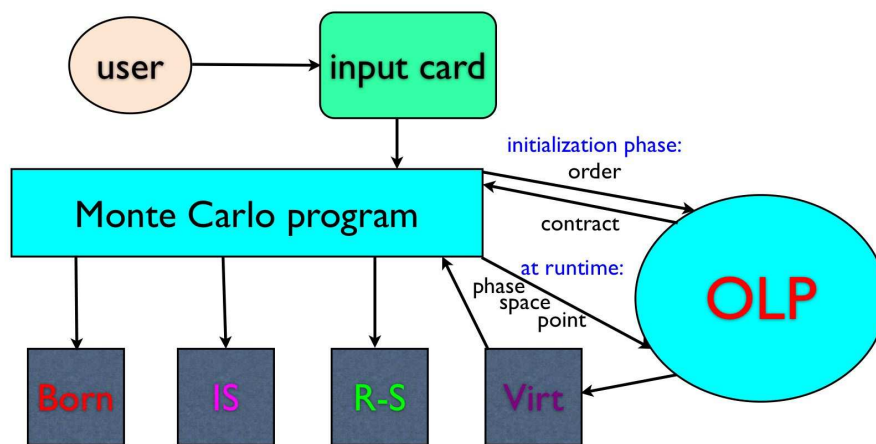 user
input card
initialization phase:
order
Monte Carlo program
contract
at runtime:
phase
space
point
OLP
Born
IS
R-S
Virt